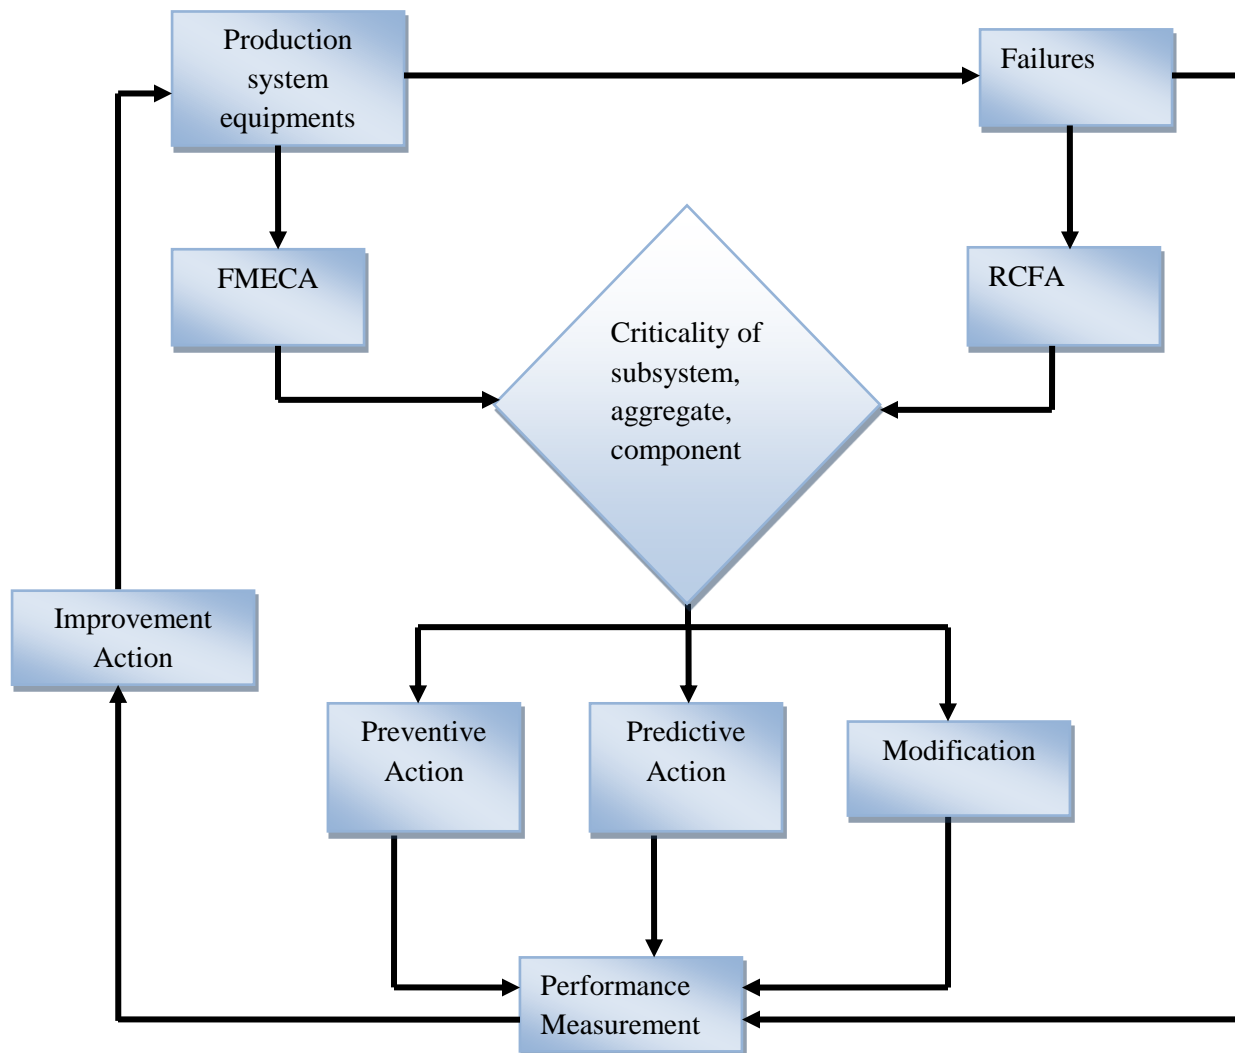 Production
system
equipments
Failures
FMECA
RCFA
Criticality of
subsystem,
aggregate,
component
Improvement
Action
Preventive
Action
Predictive
Action
Modification
Performance
Measurement